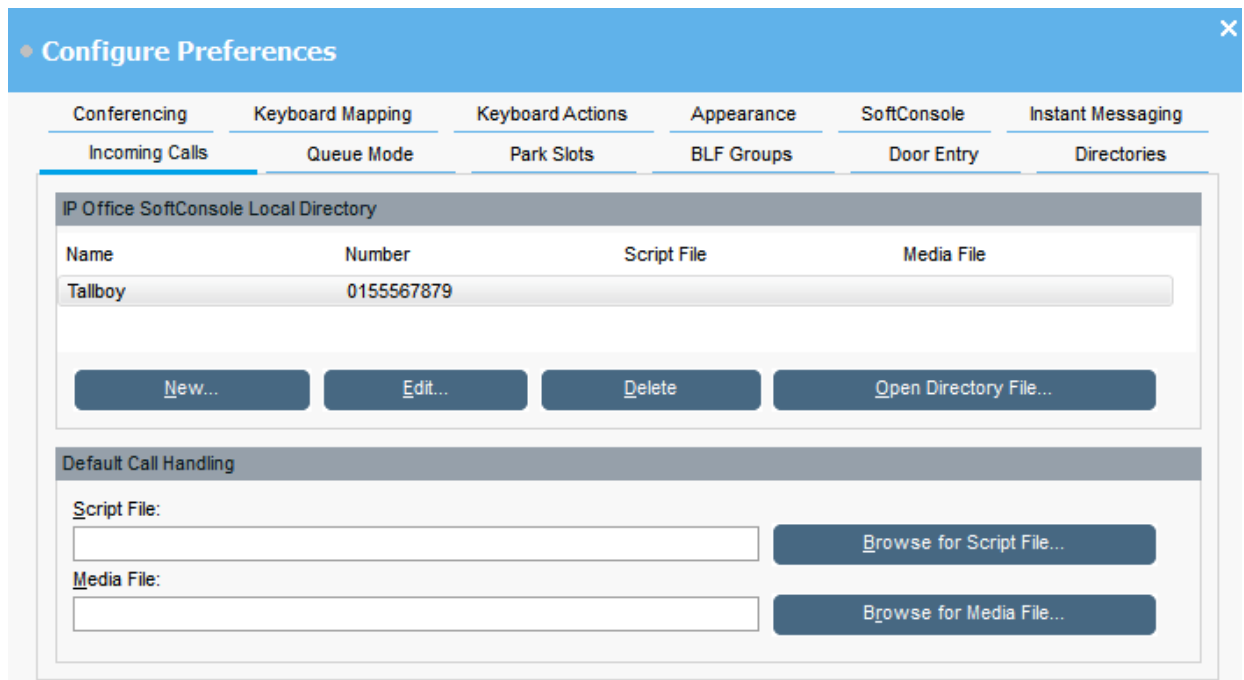 Configure Preferences
Conferencing Keyboard Mapping Keyboard Actions Appearance SoftConsole Instant Messaging
Incoming Calls Queue Mode Park Slots BLF Groups Door Entry Directories
IP Office SoftConsole Local Directory
Name Number Script File Media File
Tallboy 0155567879
New... Edit... Delete Open Directory File...
Default Call Handling
Script File:
Browse for Script File...
Media File:
Browse for Media File...